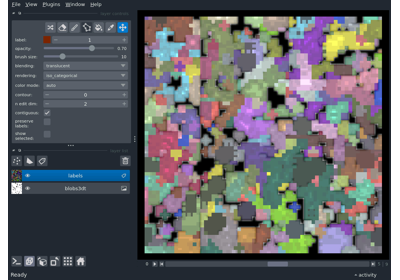 File View Plugins Window Help
label: 1
opacity: 0.70
brush size: 10
blending: translucent
rendering: iso_categorical
color mode: auto
contour: 0
n edit dim: 2
contiguous:
preserve labels:
show selected:
labels
blobs3dt
Ready
activity